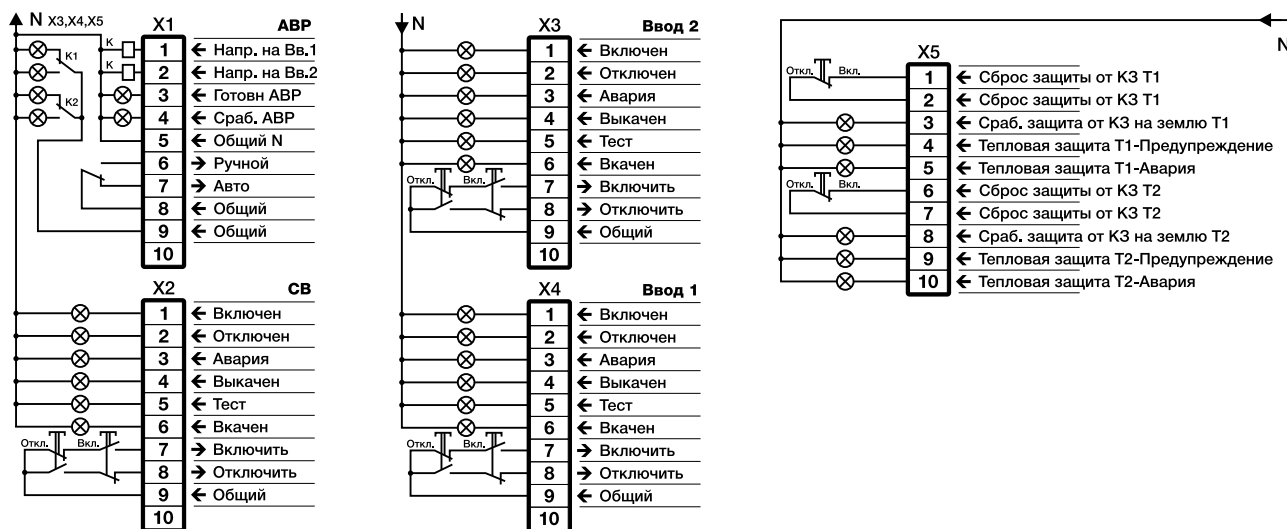 N X3,X4,X5
X1 АВР
К 1 Напр. на Вв.1
К1
К 2 Напр. на Вв.2
3 Готовн АВР
К2
4 Сраб. АВР
5 Общий N
6 Ручной
7 Авто
8 Общий
9 Общий
10
X2 СВ
1 Включен
2 Отключен
3 Авария
4 Выкачен
5 Тест
6 Вкачен
Откл. Вкл. 7 Включить
8 Отключить
9 Общий
10
N
X3 Ввод 2
1 Включен
2 Отключен
3 Авария
4 Выкачен
5 Тест
6 Вкачен
Откл. Вкл. 7 Включить
8 Отключить
9 Общий
10
X4 Ввод 1
1 Включен
2 Отключен
3 Авария
4 Выкачен
5 Тест
6 Вкачен
Откл. Вкл. 7 Включить
8 Отключить
9 Общий
10
N
X5
Откл. Вкл. 1 Сброс защиты от КЗ Т1
2 Сброс защиты от КЗ Т1
3 Сраб. защита от КЗ на землю Т1
4 Тепловая защита Т1-Предупреждение
5 Тепловая защита Т1-Авария
Откл. Вкл. 6 Сброс защиты от КЗ Т2
7 Сброс защиты от КЗ Т2
8 Сраб. защита от КЗ на землю Т2
9 Тепловая защита Т2-Предупреждение
10 Тепловая защита Т2-Авария